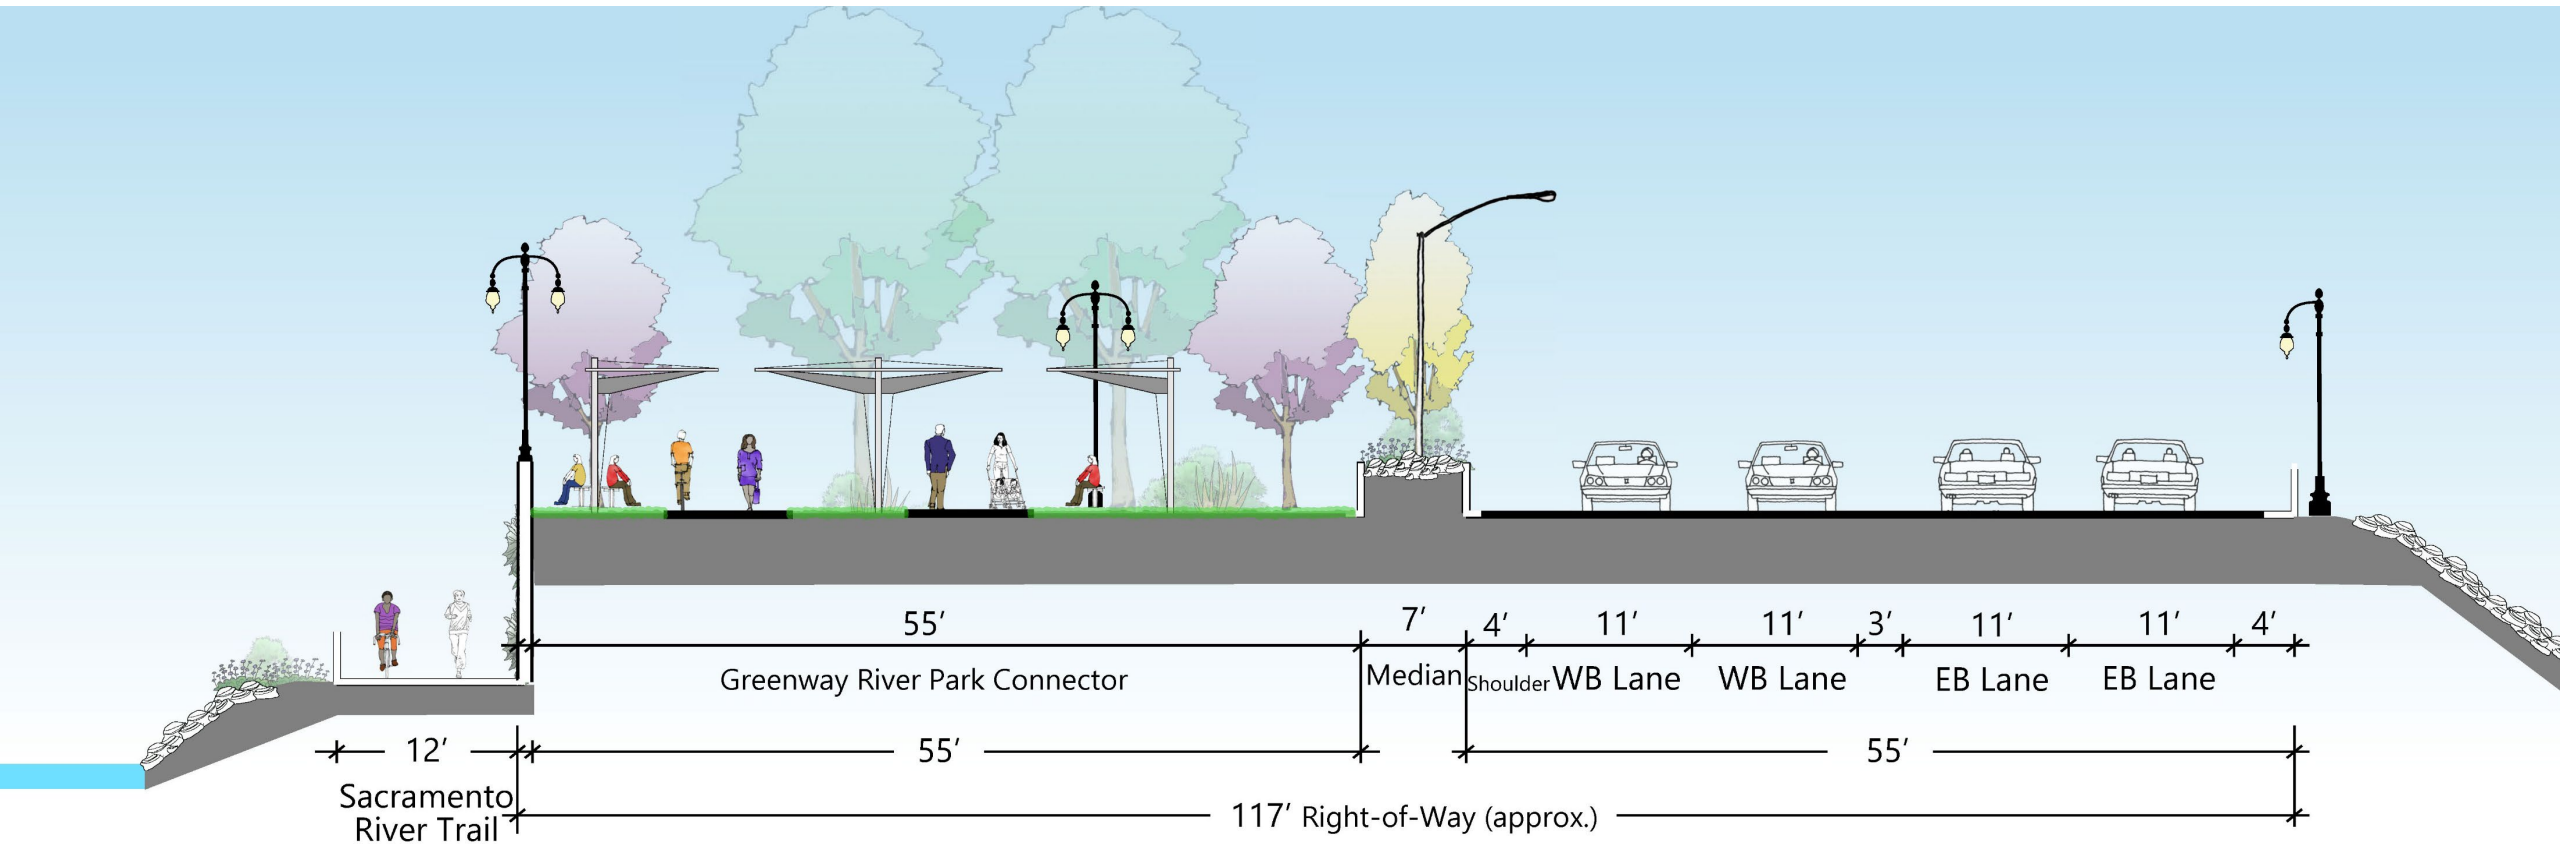 55′ 7′ 4′ 11′ 11′ 3′ 11′ 11′ 4′
Greenway River Park Connector Median Shoulder WB Lane WB Lane EB Lane EB Lane
12′ 55′ 55′
Sacramento
River Trail
117′ Right-of-Way (approx.)